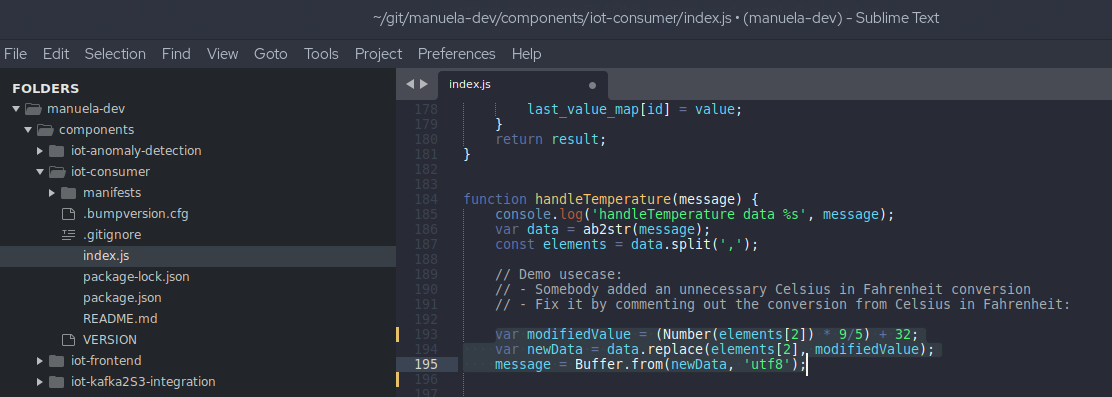 ~/git/manuela-dev/components/iot-consumer/index.js • (manuela-dev) - Sublime Text
File Edit Selection Find View Goto Tools Project Preferences Help
FOLDERS
manuela-dev
components
iot-anomaly-detection
iot-consumer
manifests
.bumpversion.cfg
.gitignore
index.js
package-lock.json
package.json
README.md
VERSION
iot-frontend
iot-kafka2S3-integration
index.js
178 last_value_map[id] = value;
179 }
180 return result;
181 }
182
183
184 function handleTemperature(message) {
185 console.log('handleTemperature data %s', message);
186 var data = ab2str(message);
187 const elements = data.split(',');
188
189 // Demo usecase:
190 // - Somebody added an unnecessary Celsius in Fahrenheit conversion
191 // - Fix it by commenting out the conversion from Celsius in Fahrenheit:
192
193 var modifiedValue = (Number(elements[2]) * 9/5) + 32;
194 var newData = data.replace(elements[2], modifiedValue);
195 message = Buffer.from(newData, 'utf8');
196
197